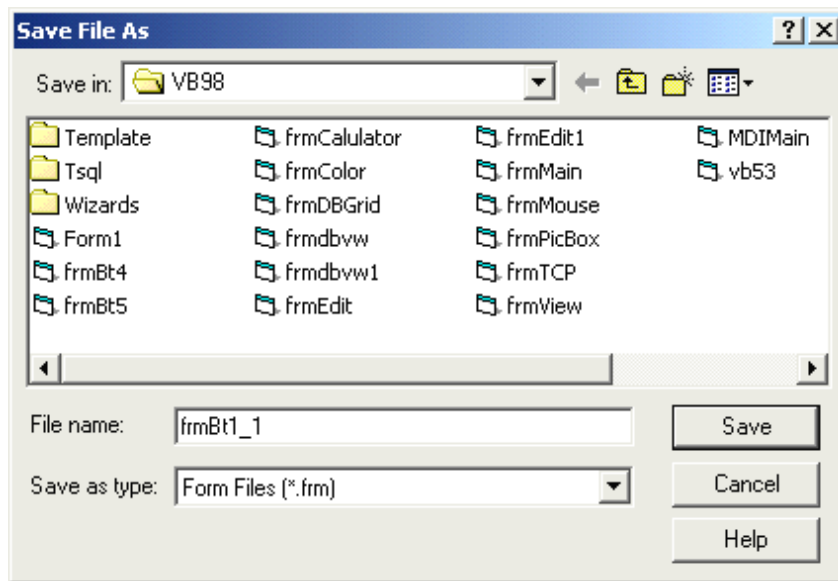 Save File As
Save in: VB98
Template frmCalulator frmEdit1 MDIMain
Tsql frmColor frmMain vb53
Wizards frmDBGrid frmMouse
Form1 frmdbvw frmPicBox
frmBt4 frmdbvw1 frmTCP
frmBt5 frmEdit frmView
File name: frmBt1_1 Save
Save as type: Form Files (*.frm) Cancel
Help